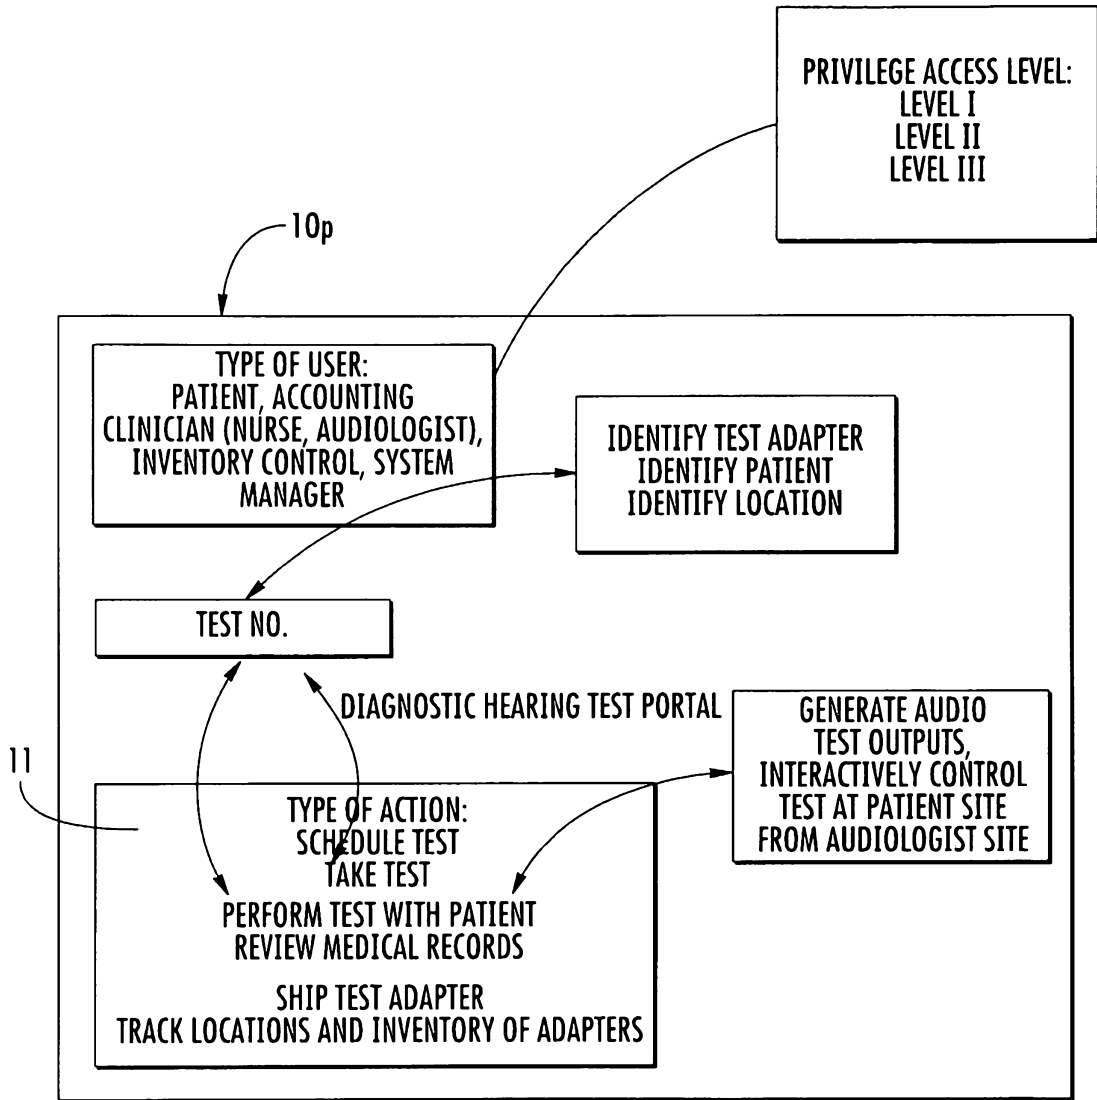 PRIVILEGE ACCESS LEVEL:
LEVEL I
LEVEL II
LEVEL III
10p
TYPE OF USER:
PATIENT, ACCOUNTING
CLINICIAN (NURSE, AUDIOLOGIST),
INVENTORY CONTROL, SYSTEM
MANAGER
IDENTIFY TEST ADAPTER
IDENTIFY PATIENT
IDENTIFY LOCATION
TEST NO.
DIAGNOSTIC HEARING TEST PORTAL
GENERATE AUDIO
TEST OUTPUTS,
INTERACTIVELY CONTROL
TEST AT PATIENT SITE
FROM AUDIOLOGIST SITE
11
TYPE OF ACTION:
SCHEDULE TEST
TAKE TEST
PERFORM TEST WITH PATIENT
REVIEW MEDICAL RECORDS
SHIP TEST ADAPTER
TRACK LOCATIONS AND INVENTORY OF ADAPTERS